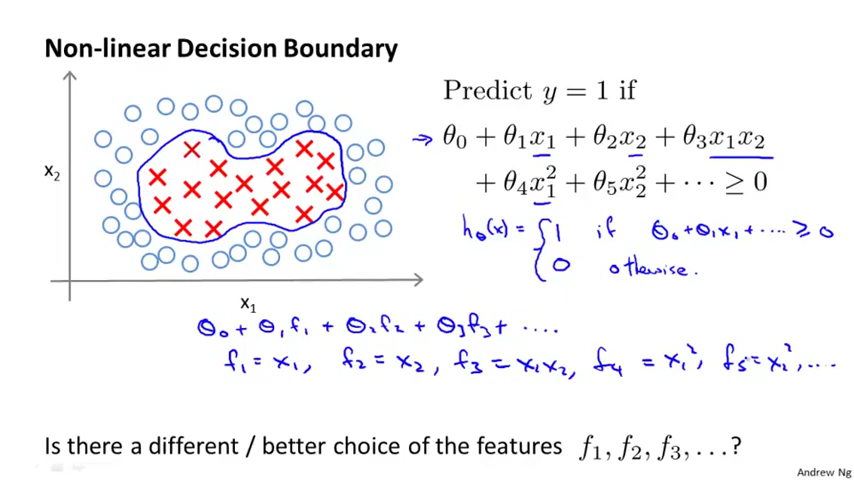 Non-linear Decision Boundary
x₂
x₁
Predict y = 1 if
→ θ₀ + θ₁x₁ + θ₂x₂ + θ₃x₁x₂
+ θ₄x₁² + θ₅x₂² + ⋯ ≥ 0
h_θ(x) = { 1 if θ₀+θ₁x₁+.... ≥ 0
0 otherwise.
θ₀ + θ₁f₁ + θ₂f₂ + θ₃f₃+ ....
f₁ = x₁, f₂ = x₂, f₃ = x₁x₂, f₄ = x₁², f₅ = x₂², ...
Is there a different / better choice of the features f₁, f₂, f₃, . . .?
Andrew Ng